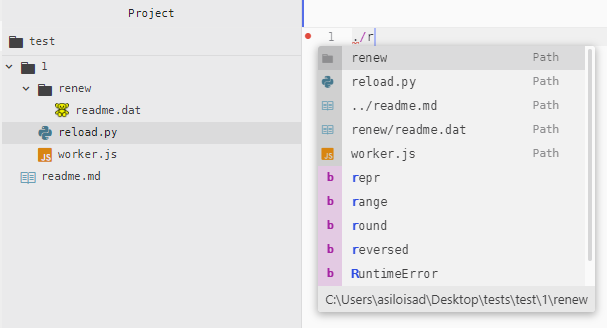 Project
test
1
renew
readme.dat
reload.py
JS worker.js
readme.md
1 ./r
renew Path
reload.py Path
../readme.md Path
renew/readme.dat Path
JS worker.js Path
b repr
b range
b round
b reversed
b RuntimeError
C:\Users\asiloisad\Desktop\tests\test\1\renew